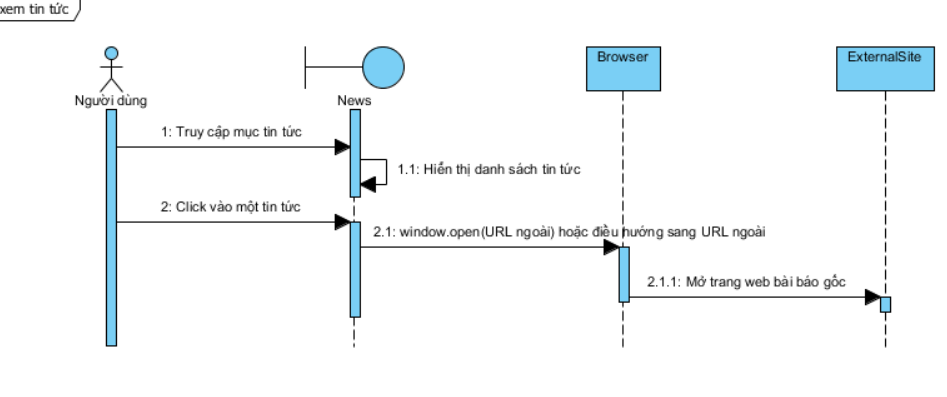 xem tin tức
Người dùng
News
Browser
ExternalSite
1: Truy cập mục tin tức
1.1: Hiển thị danh sách tin tức
2: Click vào một tin tức
2.1: window.open(URL ngoài) hoặc điều hướng sang URL ngoài
2.1.1: Mở trang web bài báo gốc